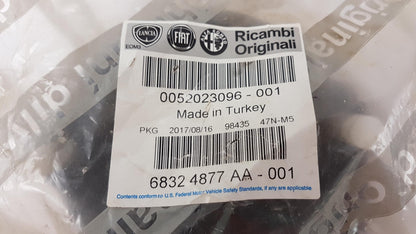 LANCIA FIAT ALFA ROMEO Ricambi
Originali
EOM9
0052023096 - 001
Made in Turkey
PKG 2017/08/16 98435 47N-M5
6832 4877 AA - 001
Contents conform to U.S. Federal Motor Vehicle Safety Standards, if any are applicable